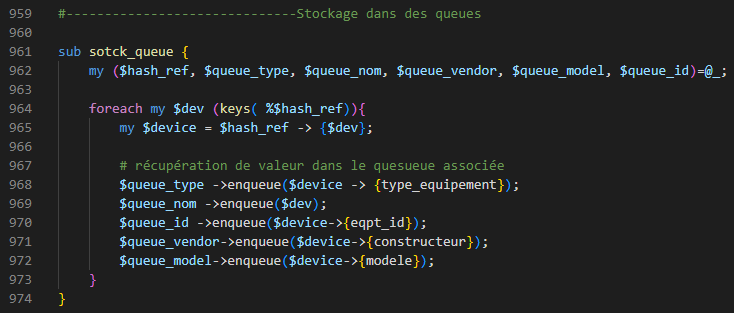 959 #------------------------------Stockage dans des queues
960
961 sub sotck_queue {
962 my ($hash_ref, $queue_type, $queue_nom, $queue_vendor, $queue_model, $queue_id)=@_;
963
964 foreach my $dev (keys( %$hash_ref)){
965 my $device = $hash_ref -> {$dev};
966
967 # récupération de valeur dans le quesueue associée
968 $queue_type ->enqueue($device -> {type_equipement});
969 $queue_nom ->enqueue($dev);
970 $queue_id ->enqueue($device->{eqpt_id});
971 $queue_vendor->enqueue($device->{constructeur});
972 $queue_model->enqueue($device->{modele});
973 }
974 }